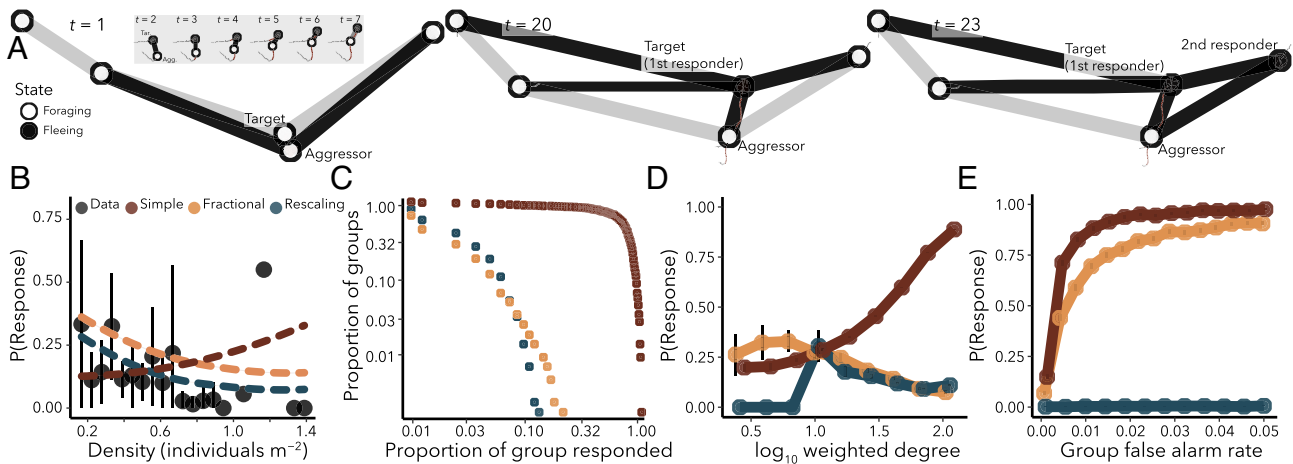 A
t = 1
t = 2
t = 3
t = 4
t = 5
t = 6
t = 7
Tar.
Agg.
State
Foraging
Fleeing
Target
Aggressor
t = 20
Target
(1st responder)
Aggressor
t = 23
Target
(1st responder)
2nd responder
Aggressor
B
Data Simple Fractional Rescaling
P(Response)
0.75
0.50
0.25
0.00
0.2 0.6 1.0 1.4
Density (individuals m⁻²)
C
Proportion of groups
1.00
0.32
0.10
0.03
0.01
0.01 0.03 0.10 0.32 1.00
Proportion of group responded
D
P(Response)
1.00
0.75
0.50
0.25
0.00
0.5 1.0 1.5 2.0
log₁₀ weighted degree
E
P(Response)
1.00
0.75
0.50
0.25
0.00
0.00 0.01 0.02 0.03 0.04 0.05
Group false alarm rate